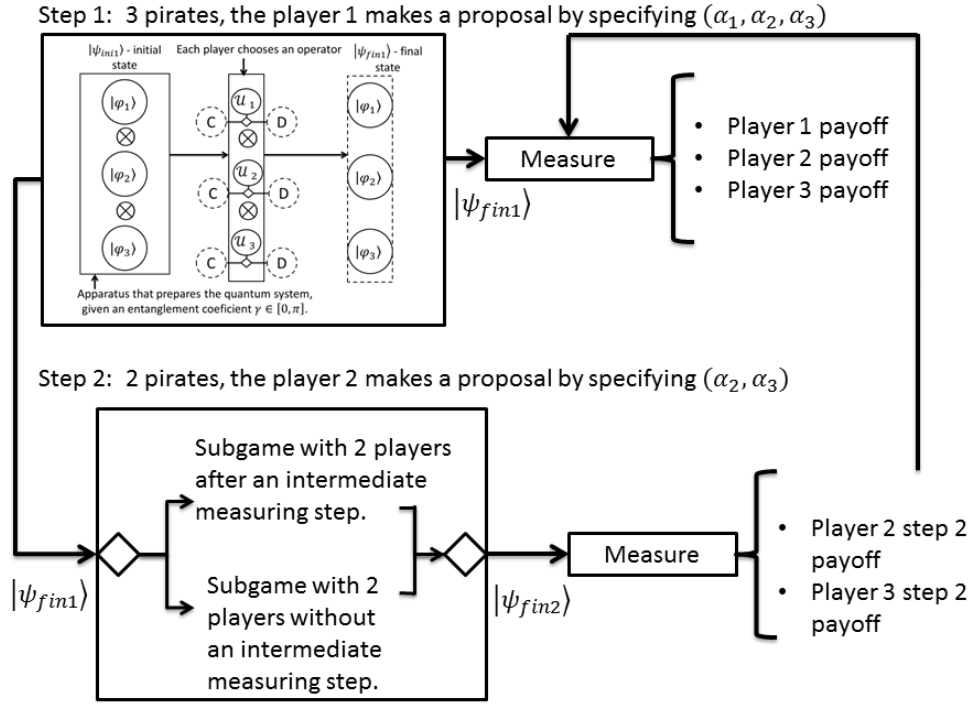 Step 1: 3 pirates, the player 1 makes a proposal by specifying (α₁, α₂, α₃)
|ψ_ini1⟩ - initial
state
Each player chooses an operator
|ψ_fin1⟩ - final
state
|φ₁⟩
⊗
|φ₂⟩
⊗
|φ₃⟩
𝒰₁
C
D
⊗
𝒰₂
C
D
⊗
𝒰₃
C
D
|φ₁⟩
|φ₂⟩
|φ₃⟩
Apparatus that prepares the quantum system,
given an entanglement coeficient γ ∈ [0, π].
Measure
|ψ_fin1⟩
• Player 1 payoff
• Player 2 payoff
• Player 3 payoff
Step 2: 2 pirates, the player 2 makes a proposal by specifying (α₂, α₃)
|ψ_fin1⟩
Subgame with 2 players
after an intermediate
measuring step.
Subgame with 2
players without
an intermediate
measuring step.
|ψ_fin2⟩
Measure
• Player 2 step 2
payoff
• Player 3 step 2
payoff